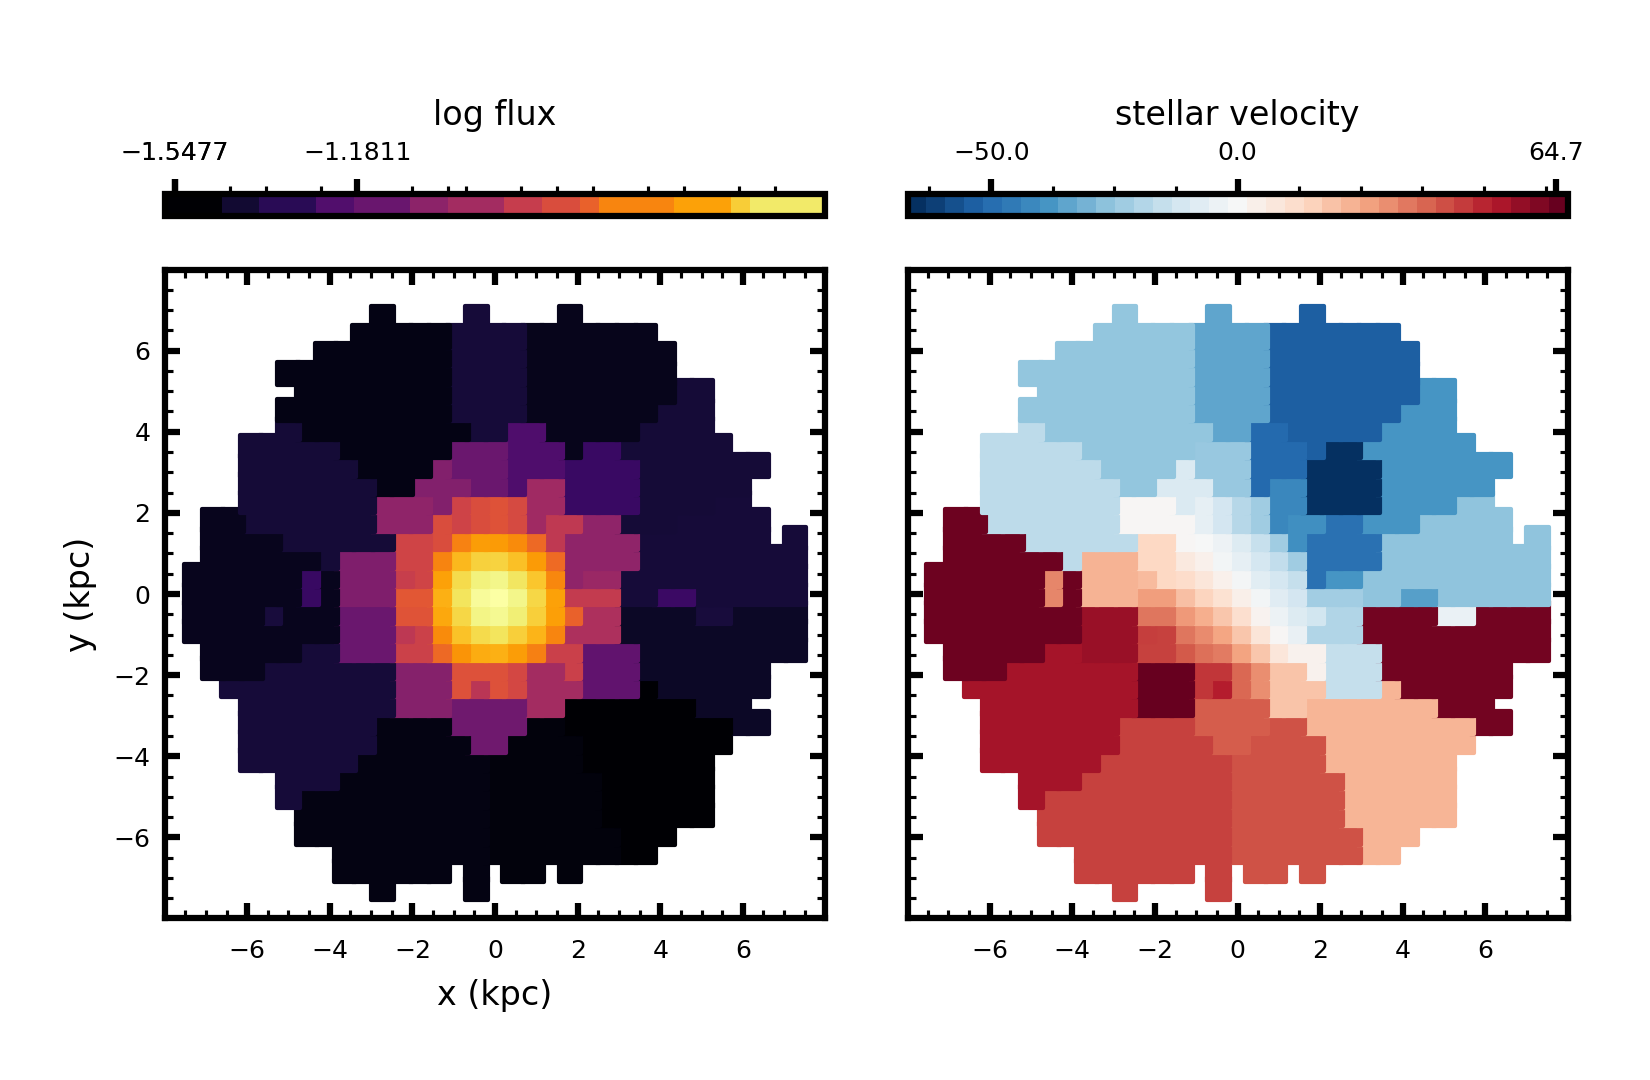 log flux
stellar velocity
−1.5477 −1.1811
−50.0 0.0 64.7
6
4
2
0
−2
−4
−6
y (kpc)
−6 −4 −2 0 2 4 6
−6 −4 −2 0 2 4 6
x (kpc)